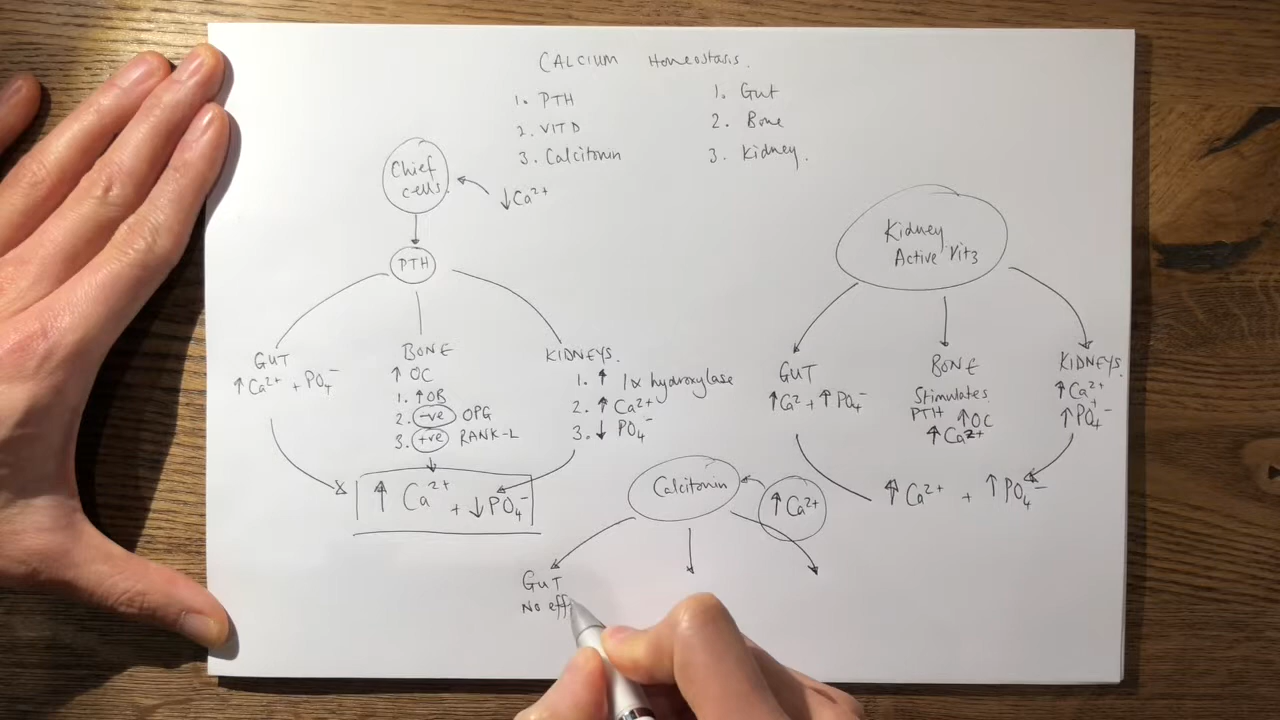 CALCIUM Homeostasis.
1. PTH
2. VIT D
3. Calcitonin
1. Gut
2. Bone
3. Kidney.
Chief
cells.
↓Ca²⁺
PTH
GUT
↑Ca²⁺ + PO₄⁻
BONE
↑ OC
1. ↑OB
2. -ve OPG
3. +ve RANK-L
KIDNEYS.
1. ↑ 1α hydroxylase
2. ↑ Ca²⁺
3. ↓ PO₄⁻
↑ Ca²⁺ + ↓PO₄⁻
Kidney
Active Vit3
GUT
↑Ca²⁺ + ↑PO₄⁻
BONE
Stimulates
PTH ↑OC
↑Ca²⁺
KIDNEYS.
↑Ca²⁺
↑PO₄⁻
↑Ca²⁺ + ↑PO₄⁻
Calcitonin
↑Ca²⁺
GUT
No eff